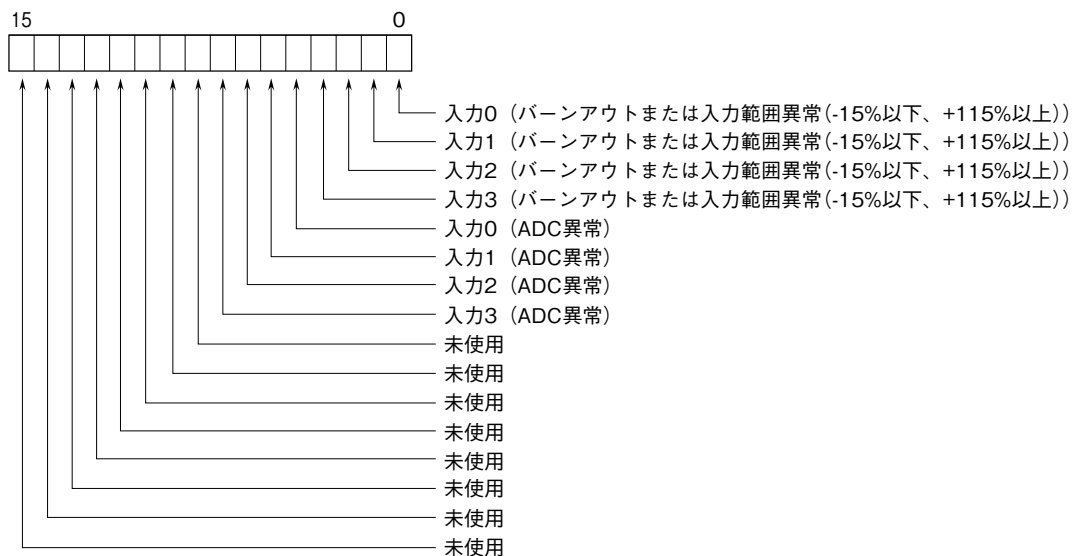 15 0
入力0（バーンアウトまたは入力範囲異常(-15%以下、+115%以上)）
入力1（バーンアウトまたは入力範囲異常(-15%以下、+115%以上)）
入力2（バーンアウトまたは入力範囲異常(-15%以下、+115%以上)）
入力3（バーンアウトまたは入力範囲異常(-15%以下、+115%以上)）
入力0（ADC異常）
入力1（ADC異常）
入力2（ADC異常）
入力3（ADC異常）
未使用
未使用
未使用
未使用
未使用
未使用
未使用
未使用